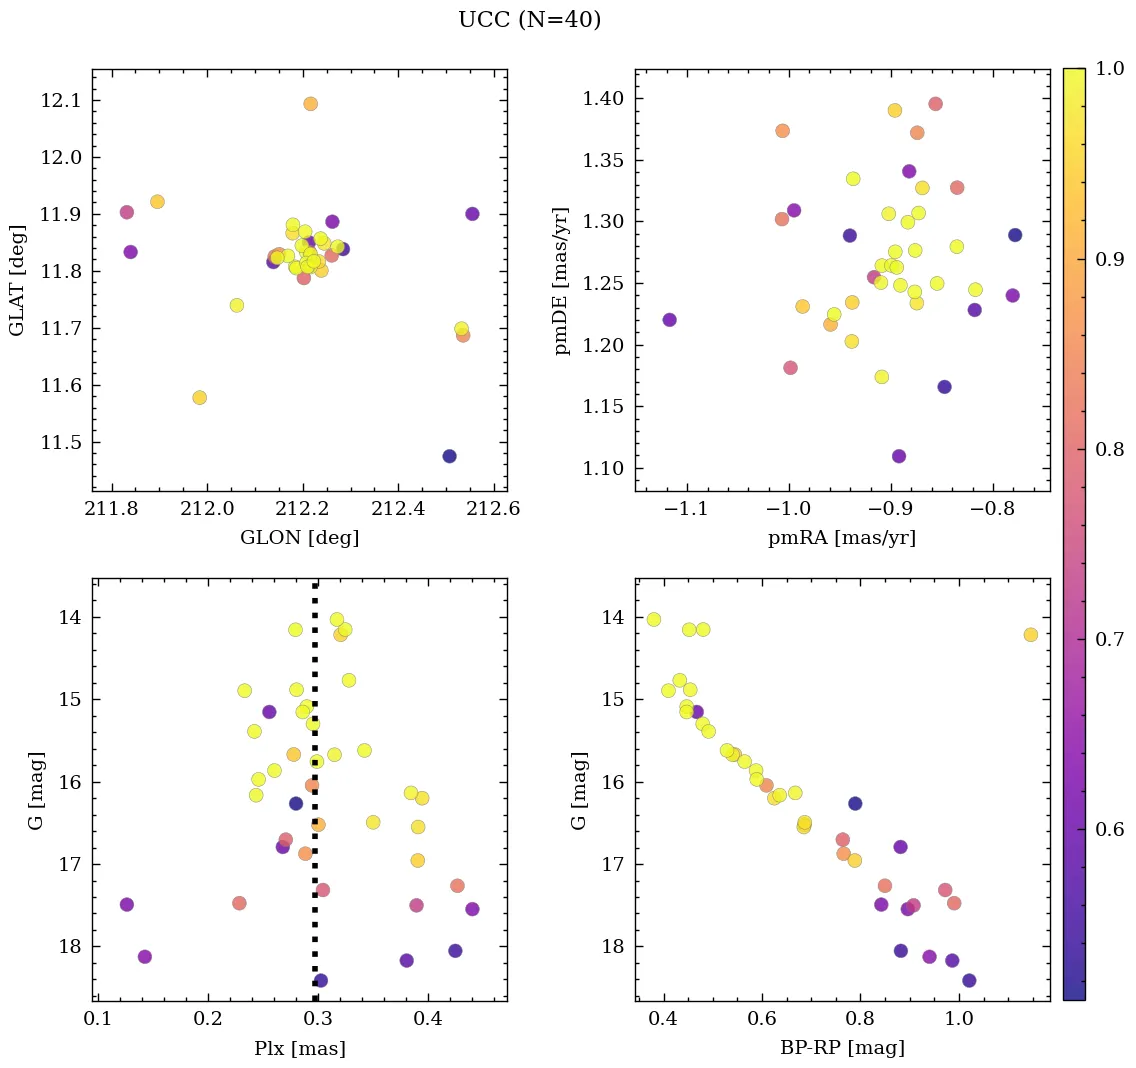 UCC (N=40)
12.1
12.0
11.9
11.8
11.7
11.6
11.5
GLAT [deg]
211.8 212.0 212.2 212.4 212.6
GLON [deg]
1.40
1.35
1.30
1.25
1.20
1.15
1.10
pmDE [mas/yr]
−1.1 −1.0 −0.9 −0.8
pmRA [mas/yr]
14
15
16
17
18
G [mag]
0.1 0.2 0.3 0.4
Plx [mas]
14
15
16
17
18
G [mag]
0.4 0.6 0.8 1.0
BP-RP [mag]
1.0
0.9
0.8
0.7
0.6